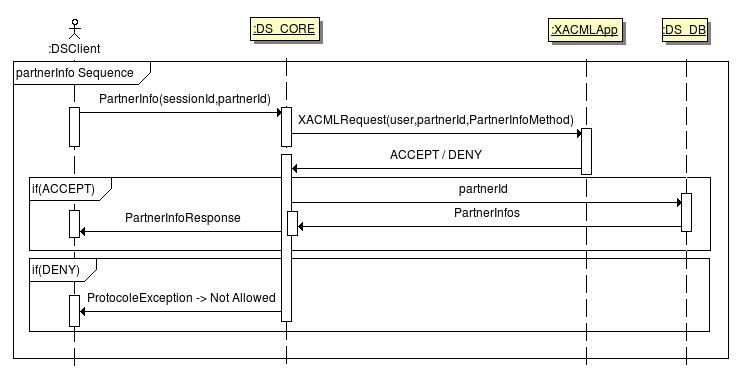 :DSClient
:DS_CORE
:XACMLApp
:DS_DB
partnerInfo Sequence
PartnerInfo(sessionId,partnerId)
XACMLRequest(user,partnerId,PartnerInfoMethod)
ACCEPT / DENY
if(ACCEPT)
partnerId
PartnerInfos
PartnerInfoResponse
if(DENY)
ProtocoleException -> Not Allowed